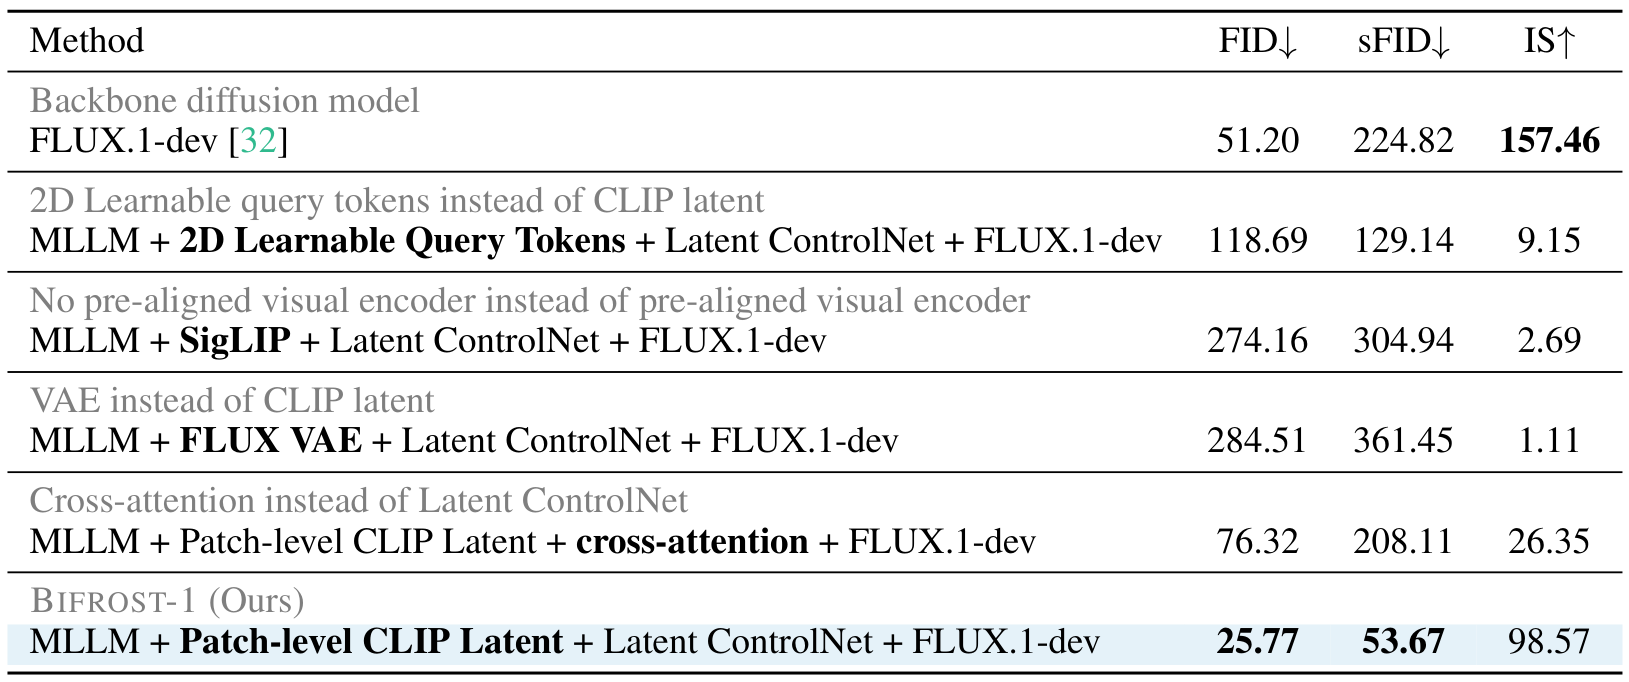 Method FID↓ sFID↓ IS↑
Backbone diffusion model
FLUX.1-dev [32] 51.20 224.82 157.46
2D Learnable query tokens instead of CLIP latent
MLLM + 2D Learnable Query Tokens + Latent ControlNet + FLUX.1-dev 118.69 129.14 9.15
No pre-aligned visual encoder instead of pre-aligned visual encoder
MLLM + SigLIP + Latent ControlNet + FLUX.1-dev 274.16 304.94 2.69
VAE instead of CLIP latent
MLLM + FLUX VAE + Latent ControlNet + FLUX.1-dev 284.51 361.45 1.11
Cross-attention instead of Latent ControlNet
MLLM + Patch-level CLIP Latent + cross-attention + FLUX.1-dev 76.32 208.11 26.35
BIFROST-1 (Ours)
MLLM + Patch-level CLIP Latent + Latent ControlNet + FLUX.1-dev 25.77 53.67 98.57